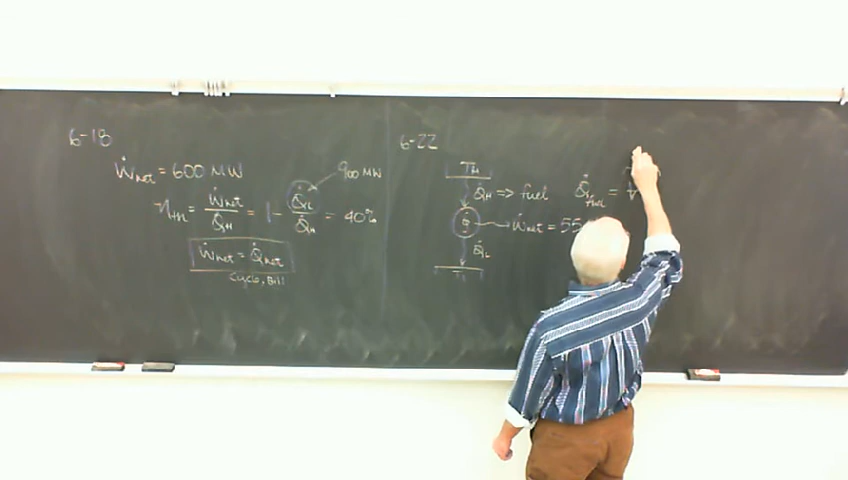 6-18
Ẇnet = 600 MW
900 MW
ηth = Ẇnet / Q̇H = 1 - Q̇L / Q̇H = 40%
Ẇnet = Q̇net
Cycle, Bill
6-22
TH
Q̇H => fuel Q̇fuel =
Ẇnet = 55
Q̇L
TL